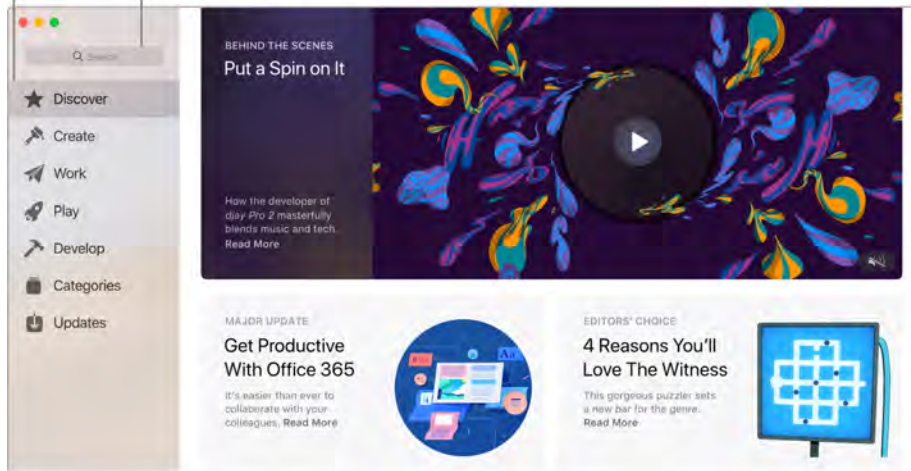 Search
Discover
Create
Work
Play
Develop
Categories
Updates
BEHIND THE SCENES
Put a Spin on It
How the developer of
djay Pro 2 masterfully
blends music and tech.
Read More
MAJOR UPDATE
Get Productive
With Office 365
It's easier than ever to
collaborate with your
colleagues. Read More
Aa
EDITORS' CHOICE
4 Reasons You'll
Love The Witness
This gorgeous puzzler sets
a new bar for the genre.
Read More